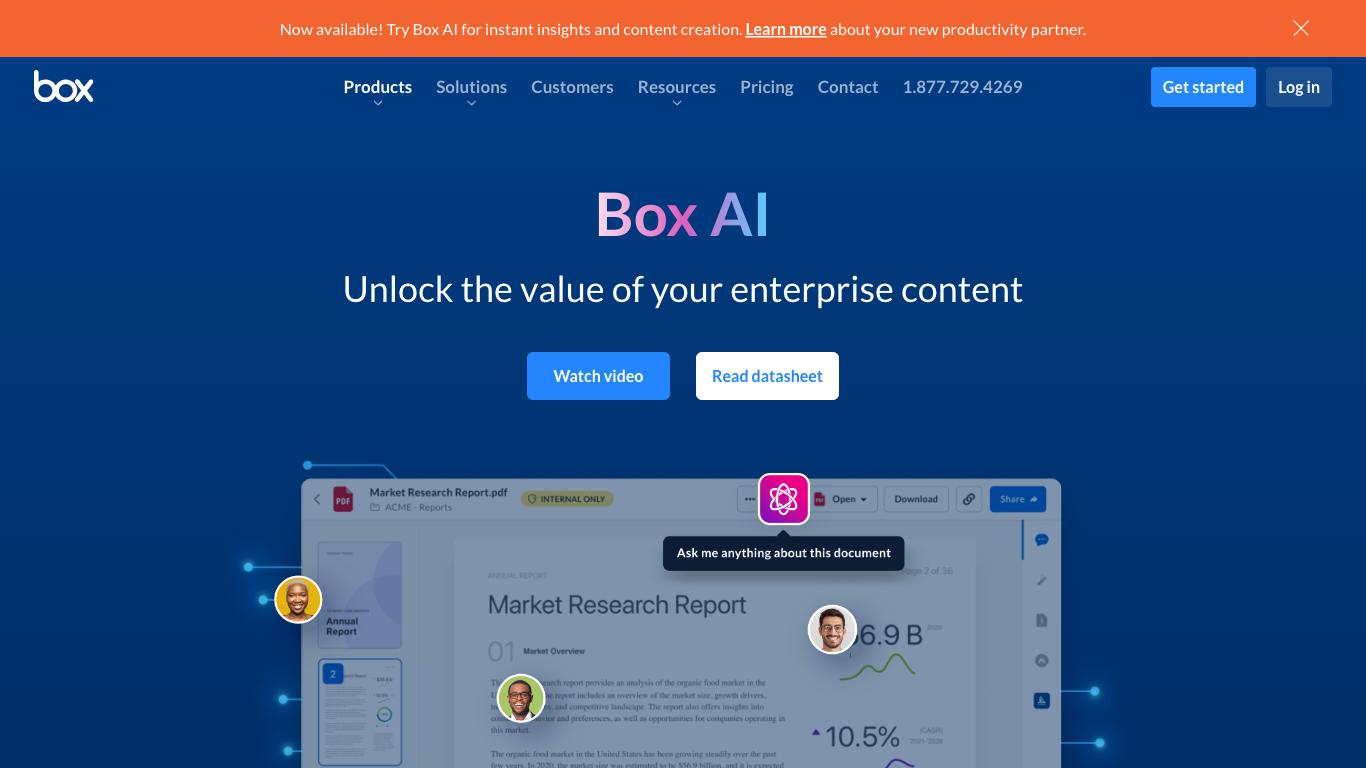 Now available! Try Box AI for instant insights and content creation. Learn more about your new productivity partner.
box
Products
Solutions
Customers
Resources
Pricing
Contact
1.877.729.4269
Get started
Log in
Box AI
Unlock the value of your enterprise content
Watch video
Read datasheet
PDF
Market Research Report.pdf
ACME - Reports
INTERNAL ONLY
PDF
Open
Download
Share
Ask me anything about this document
ANNUAL REPORT
Page 2 of 36
Market Research Report
01 Market Overview
report provides an analysis of the organic food market in the
report includes an overview of the market size, growth drivers,
and competitive landscape. The report also offers insights into
and preferences, as well as opportunities for companies operating in
this market.
The organic food market in the United States has been growing steadily over the past
few years. In 2020, the market size was estimated to be $56.9 billion, and it is expected
6.9 B
2020
10.5%
(CAGR)
2021-2028
Annual
Report
2